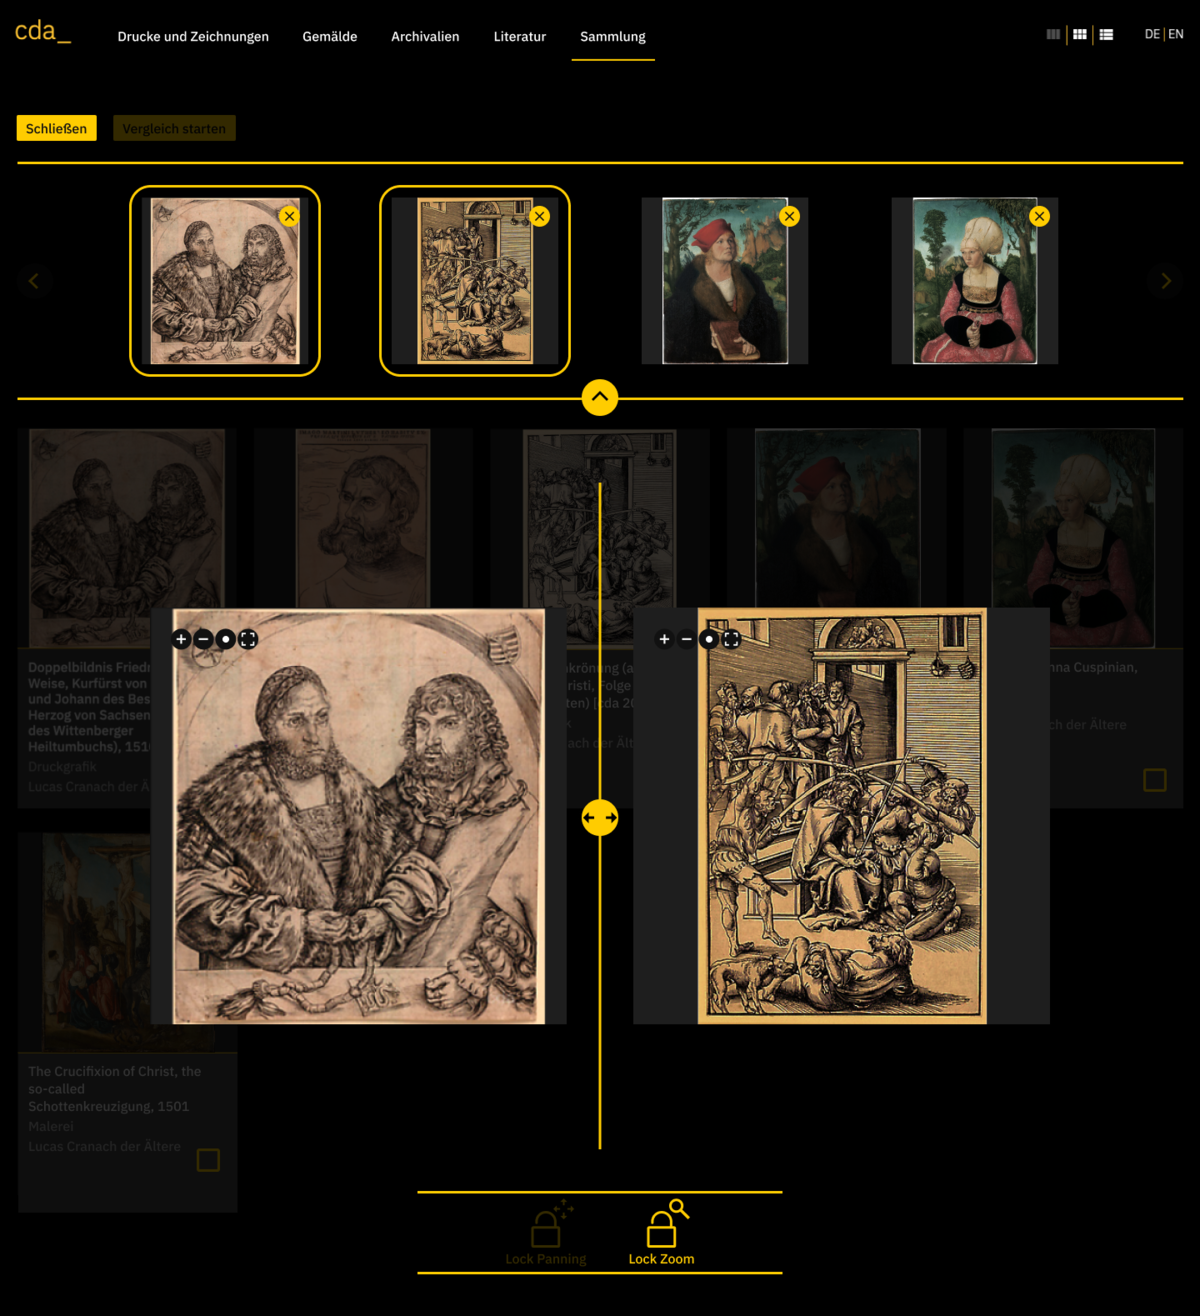 cda_
Drucke und Zeichnungen
Gemälde
Archivalien
Literatur
Sammlung
DE | EN
Schließen
Vergleich starten
Doppelbildnis Friedr
Weise, Kurfürst von
und Johann des Bes
Herzog von Sachsen
des Wittenberger
Heiltumbuchs), 151
Druckgrafik
Lucas Cranach der Ä
nkrönung (a
risti, Folge
ten) [cda 20
k
ach der Ält
nna Cuspinian,
ch der Ältere
The Crucifixion of Christ, the
so-called
Schottenkreuzigung, 1501
Malerei
Lucas Cranach der Ältere
Lock Panning
Lock Zoom